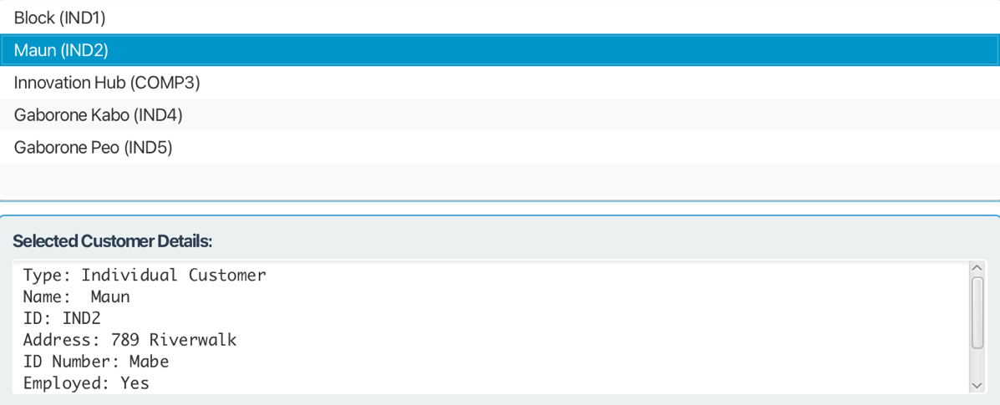 Block (IND1)
Maun (IND2)
Innovation Hub (COMP3)
Gaborone Kabo (IND4)
Gaborone Peo (IND5)
Selected Customer Details:
Type: Individual Customer
Name:  Maun
ID: IND2
Address: 789 Riverwalk
ID Number: Mabe
Employed: Yes